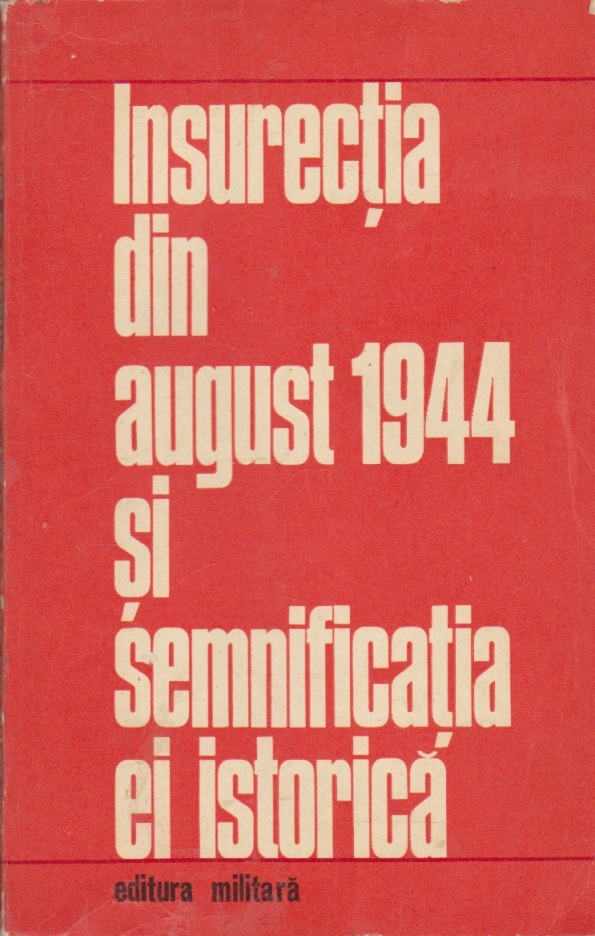 Insurecția
din
august 1944
și
semnificația
ei istorică
editura militară